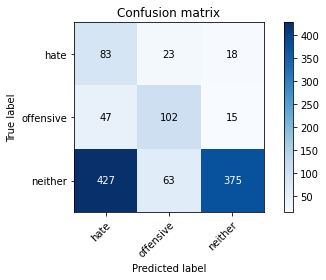 Confusion matrix
hate 83 23 18
offensive 47 102 15
neither 427 63 375
hate offensive neither
True label
Predicted label
400
350
300
250
200
150
100
50